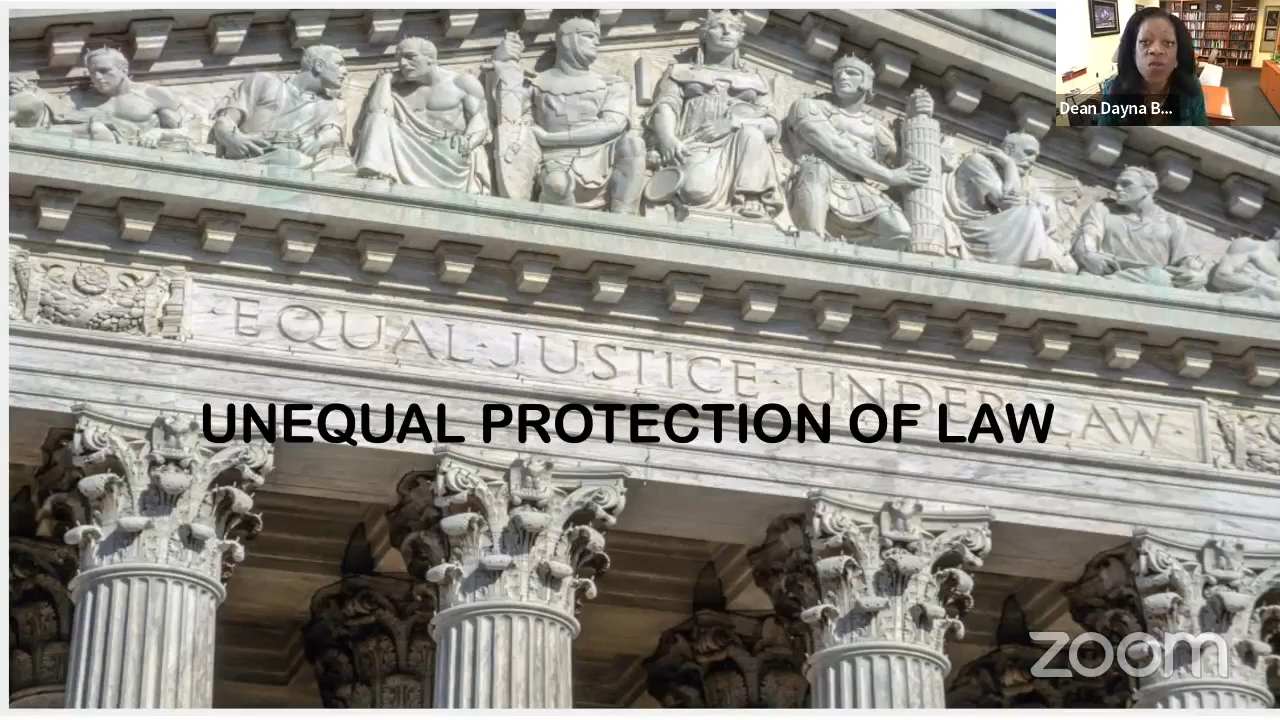 Dean Dayna B...
·EQUAL·JUSTICE·UNDER·LAW·
UNEQUAL PROTECTION OF LAW
zoom